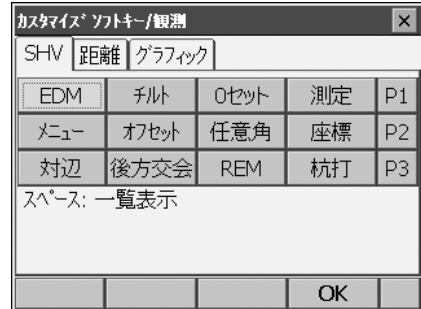 ｶｽﾀﾏｲｽﾞ ｿﾌﾄｷｰ/観測 ×
SHV 距離 ｸﾞﾗﾌｨｯｸ
EDM ﾁﾙﾄ 0ｾｯﾄ 測定 P1
ﾒﾆｭｰ ｵﾌｾｯﾄ 任意角 座標 P2
対辺 後方交会 REM 杭打 P3
ｽﾍﾟｰｽ: 一覧表示
OK